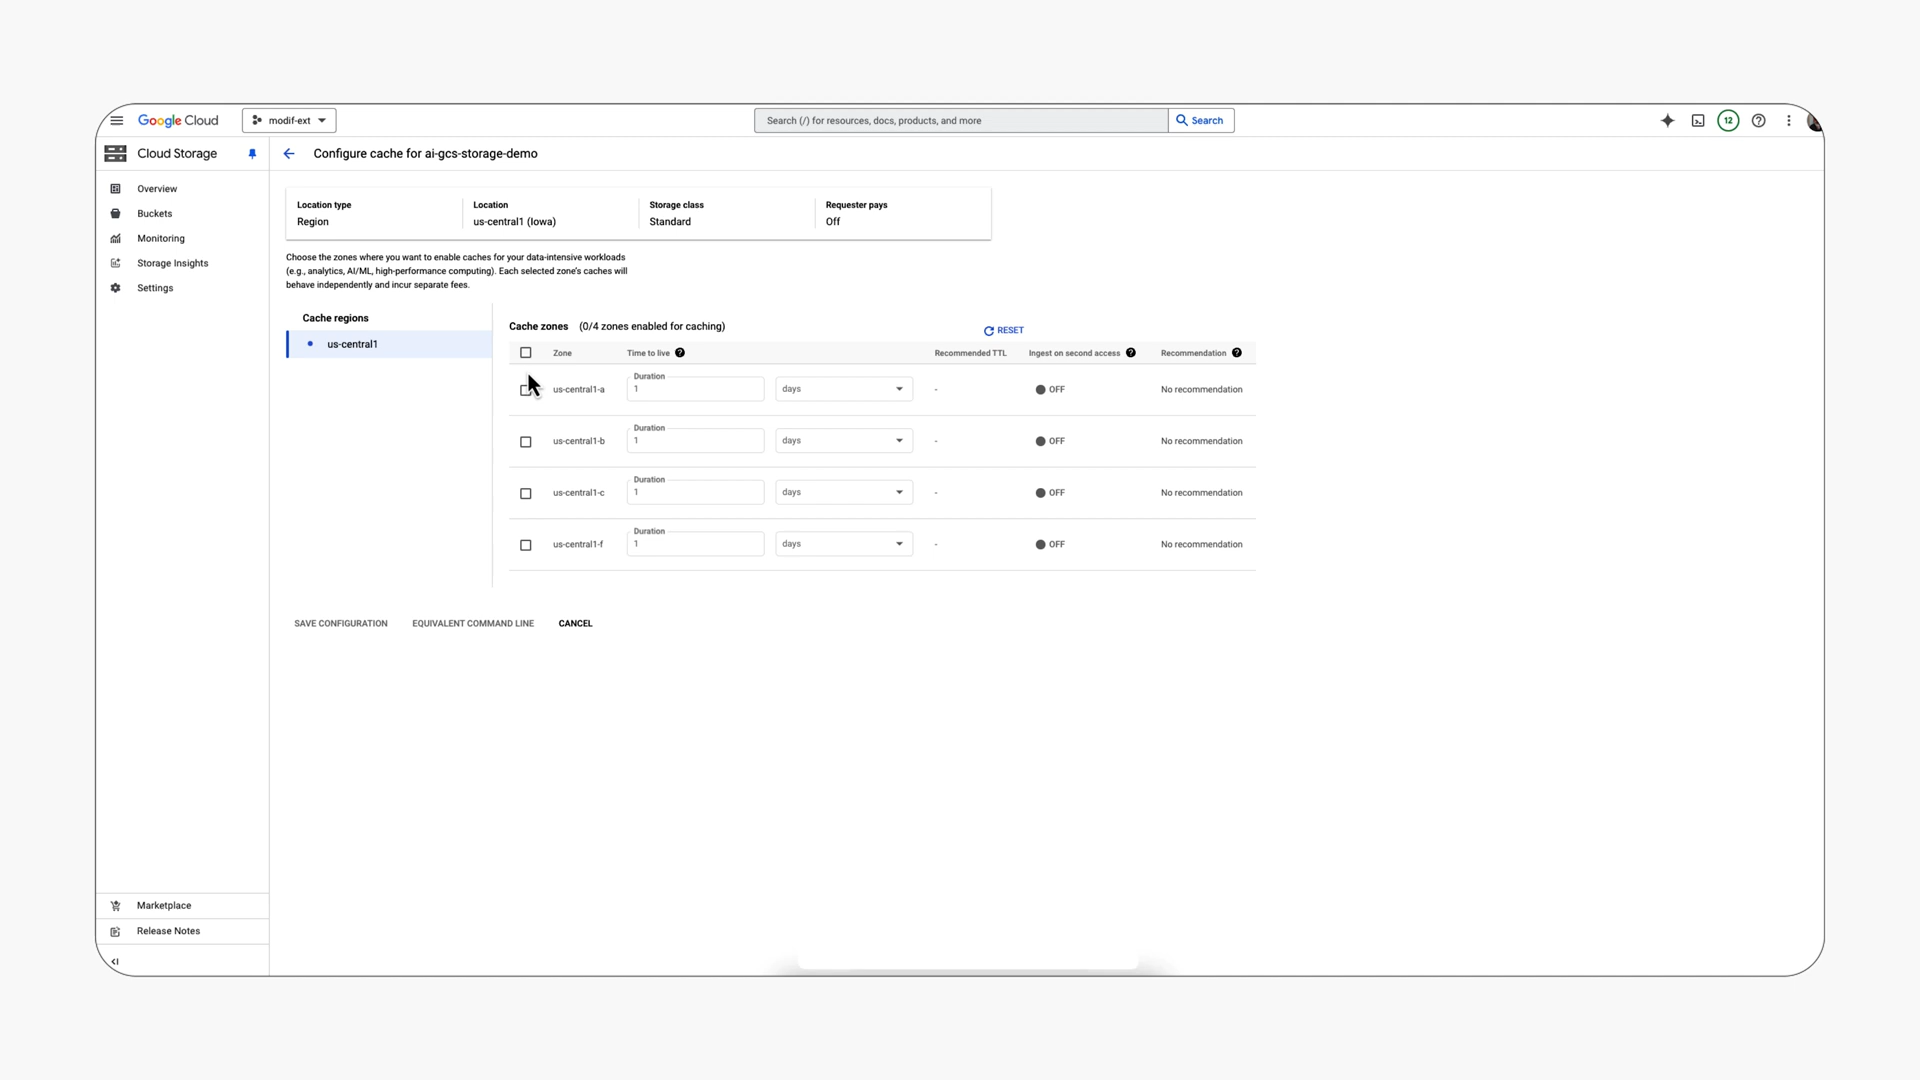 Google Cloud
modif-ext
Search (/) for resources, docs, products, and more
Search
12
Cloud Storage
Configure cache for ai-gcs-storage-demo
Overview
Buckets
Monitoring
Storage Insights
Settings
Location type
Region
Location
us-central1 (Iowa)
Storage class
Standard
Requester pays
Off
Choose the zones where you want to enable caches for your data-intensive workloads
(e.g., analytics, AI/ML, high-performance computing). Each selected zone's caches will
behave independently and incur separate fees.
Cache regions
us-central1
Cache zones (0/4 zones enabled for caching)
RESET
Zone Time to live ? Recommended TTL Ingest on second access ? Recommendation ?
Duration
us-central1-a 1 days - OFF No recommendation
Duration
us-central1-b 1 days - OFF No recommendation
Duration
us-central1-c 1 days - OFF No recommendation
Duration
us-central1-f 1 days - OFF No recommendation
SAVE CONFIGURATION EQUIVALENT COMMAND LINE CANCEL
Marketplace
Release Notes